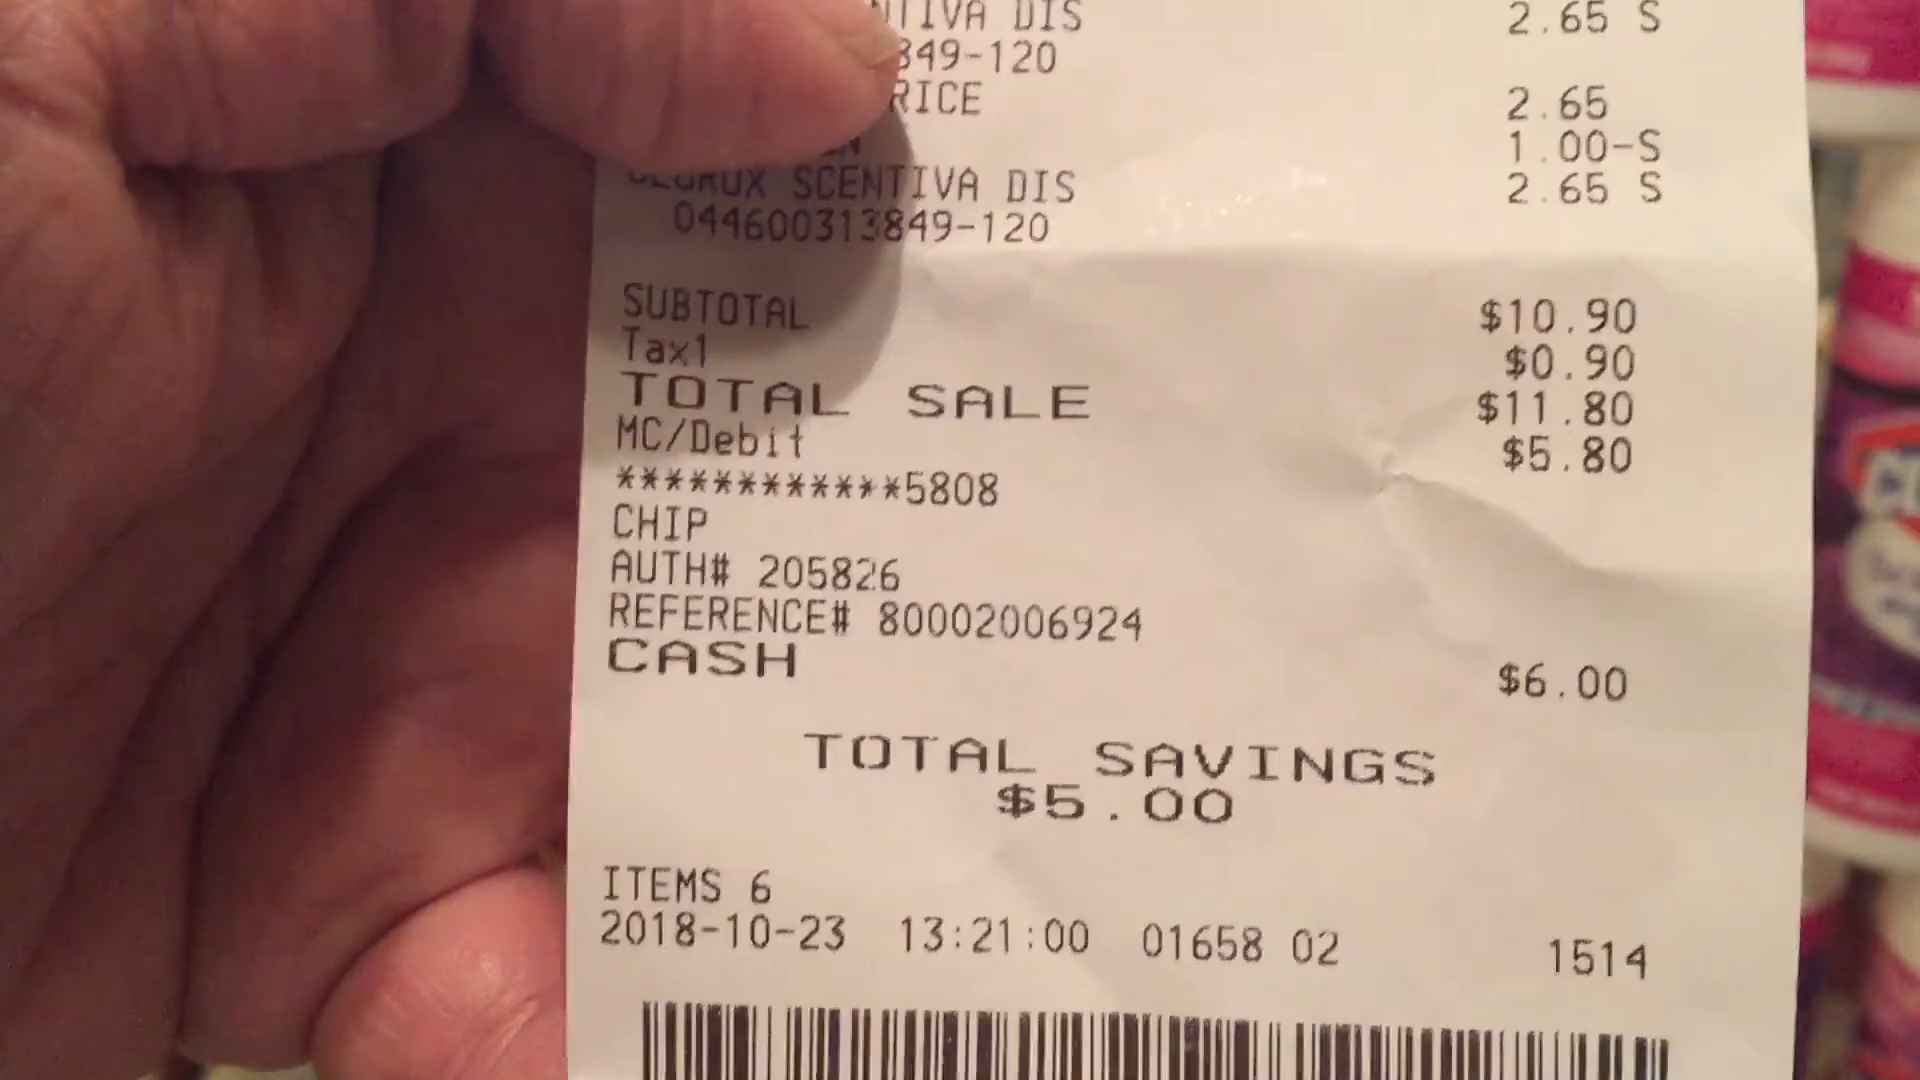 TIVA DIS 2.65 S
849-120
RICE 2.65
1.00-S
SCENTIVA DIS 2.65 S
044600313849-120
SUBTOTAL $10.90
Tax1 $0.90
TOTAL SALE $11.80
MC/Debit $5.80
************5808
CHIP
AUTH# 205826
REFERENCE# 80002006924
CASH $6.00
TOTAL SAVINGS
$5.00
ITEMS 6
2018-10-23 13:21:00 01658 02 1514